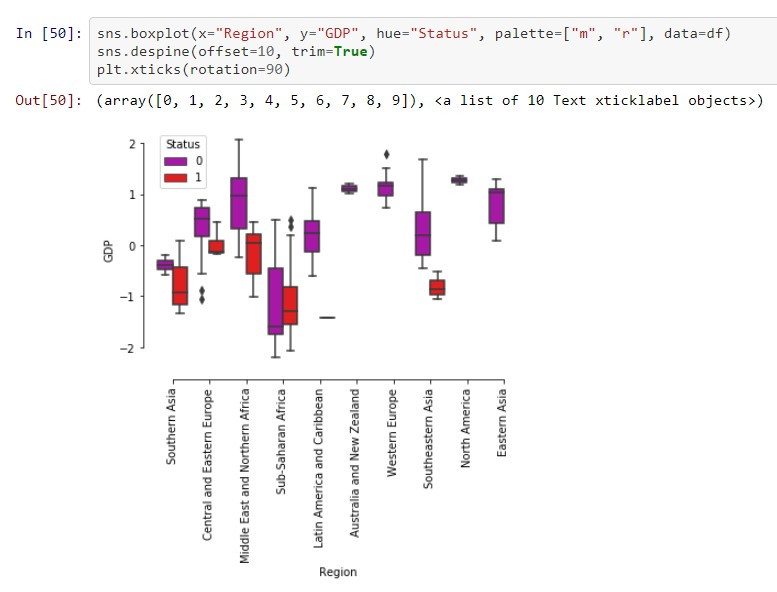 In [50]: sns.boxplot(x="Region", y="GDP", hue="Status", palette=["m", "r"], data=df)
sns.despine(offset=10, trim=True)
plt.xticks(rotation=90)
Out[50]: (array([0, 1, 2, 3, 4, 5, 6, 7, 8, 9]), <a list of 10 Text xticklabel objects>)
Status
0
1
2
1
0
−1
−2
GDP
Southern Asia
Central and Eastern Europe
Middle East and Northern Africa
Sub-Saharan Africa
Latin America and Caribbean
Australia and New Zealand
Western Europe
Southeastern Asia
North America
Eastern Asia
Region